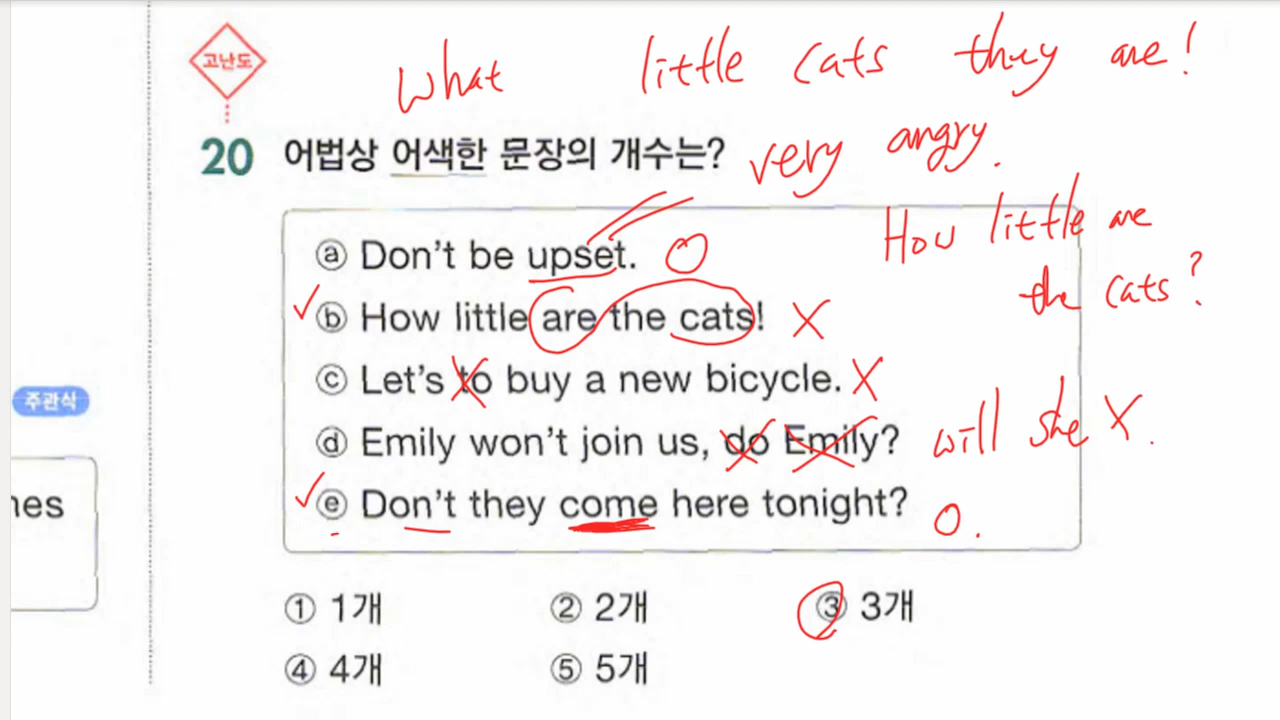 고난도
What little cats they are!
20 어법상 어색한 문장의 개수는?
very angry.
How little are
the cats?
ⓐ Don't be upset. O
✓ ⓑ How little are the cats! X
ⓒ Let's to buy a new bicycle. X
주관식
ⓓ Emily won't join us, do Emily? will she X.
nes
✓ ⓔ Don't they come here tonight? O.
① 1개 ② 2개 ③ 3개
④ 4개 ⑤ 5개